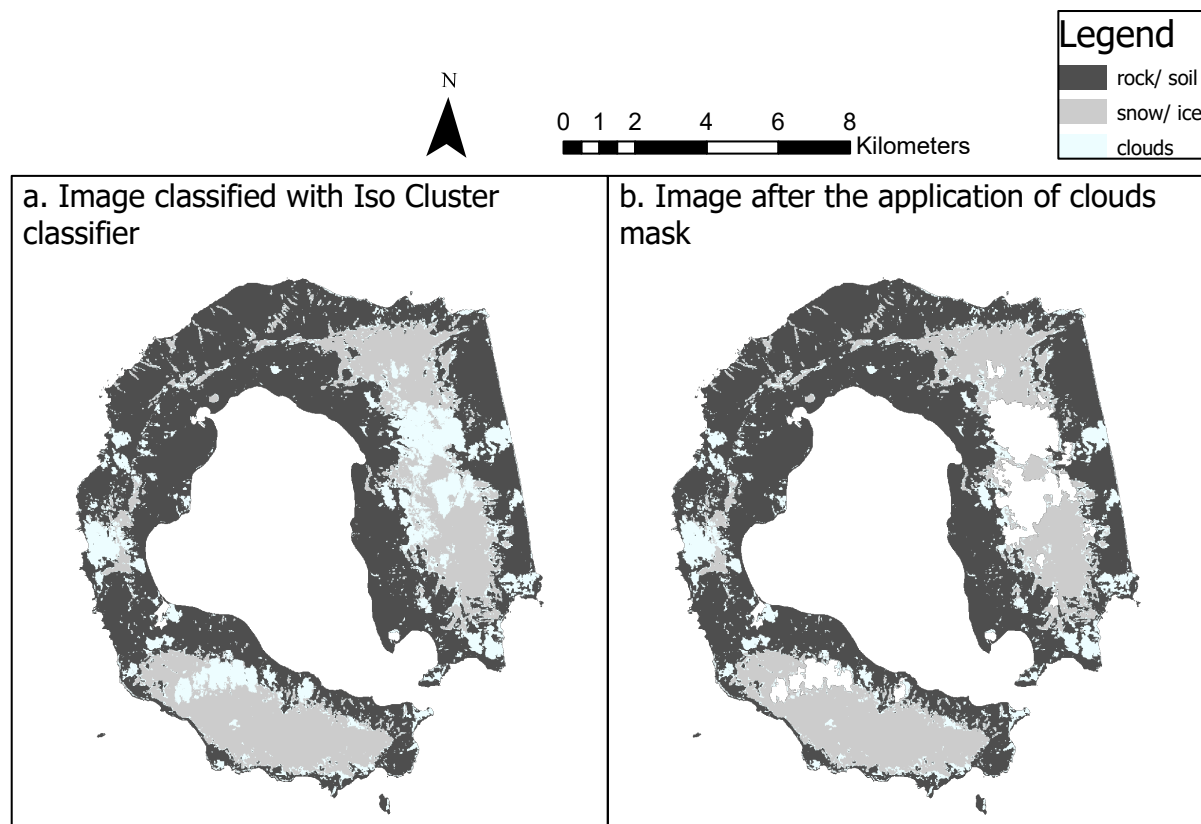 Legend
rock/ soil
snow/ ice
clouds
N
0 1 2 4 6 8
Kilometers
a. Image classified with Iso Cluster
classifier
b. Image after the application of clouds
mask